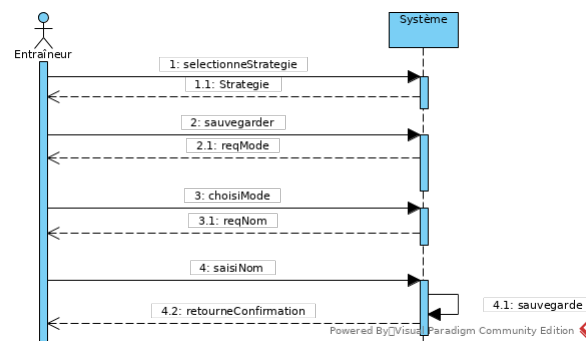 Système
Entraîneur
1: selectionneStrategie
1.1: Strategie
2: sauvegarder
2.1: reqMode
3: choisiMode
3.1: reqNom
4: saisiNom
4.1: sauvegarde
4.2: retourneConfirmation
Powered By Visual Paradigm Community Edition